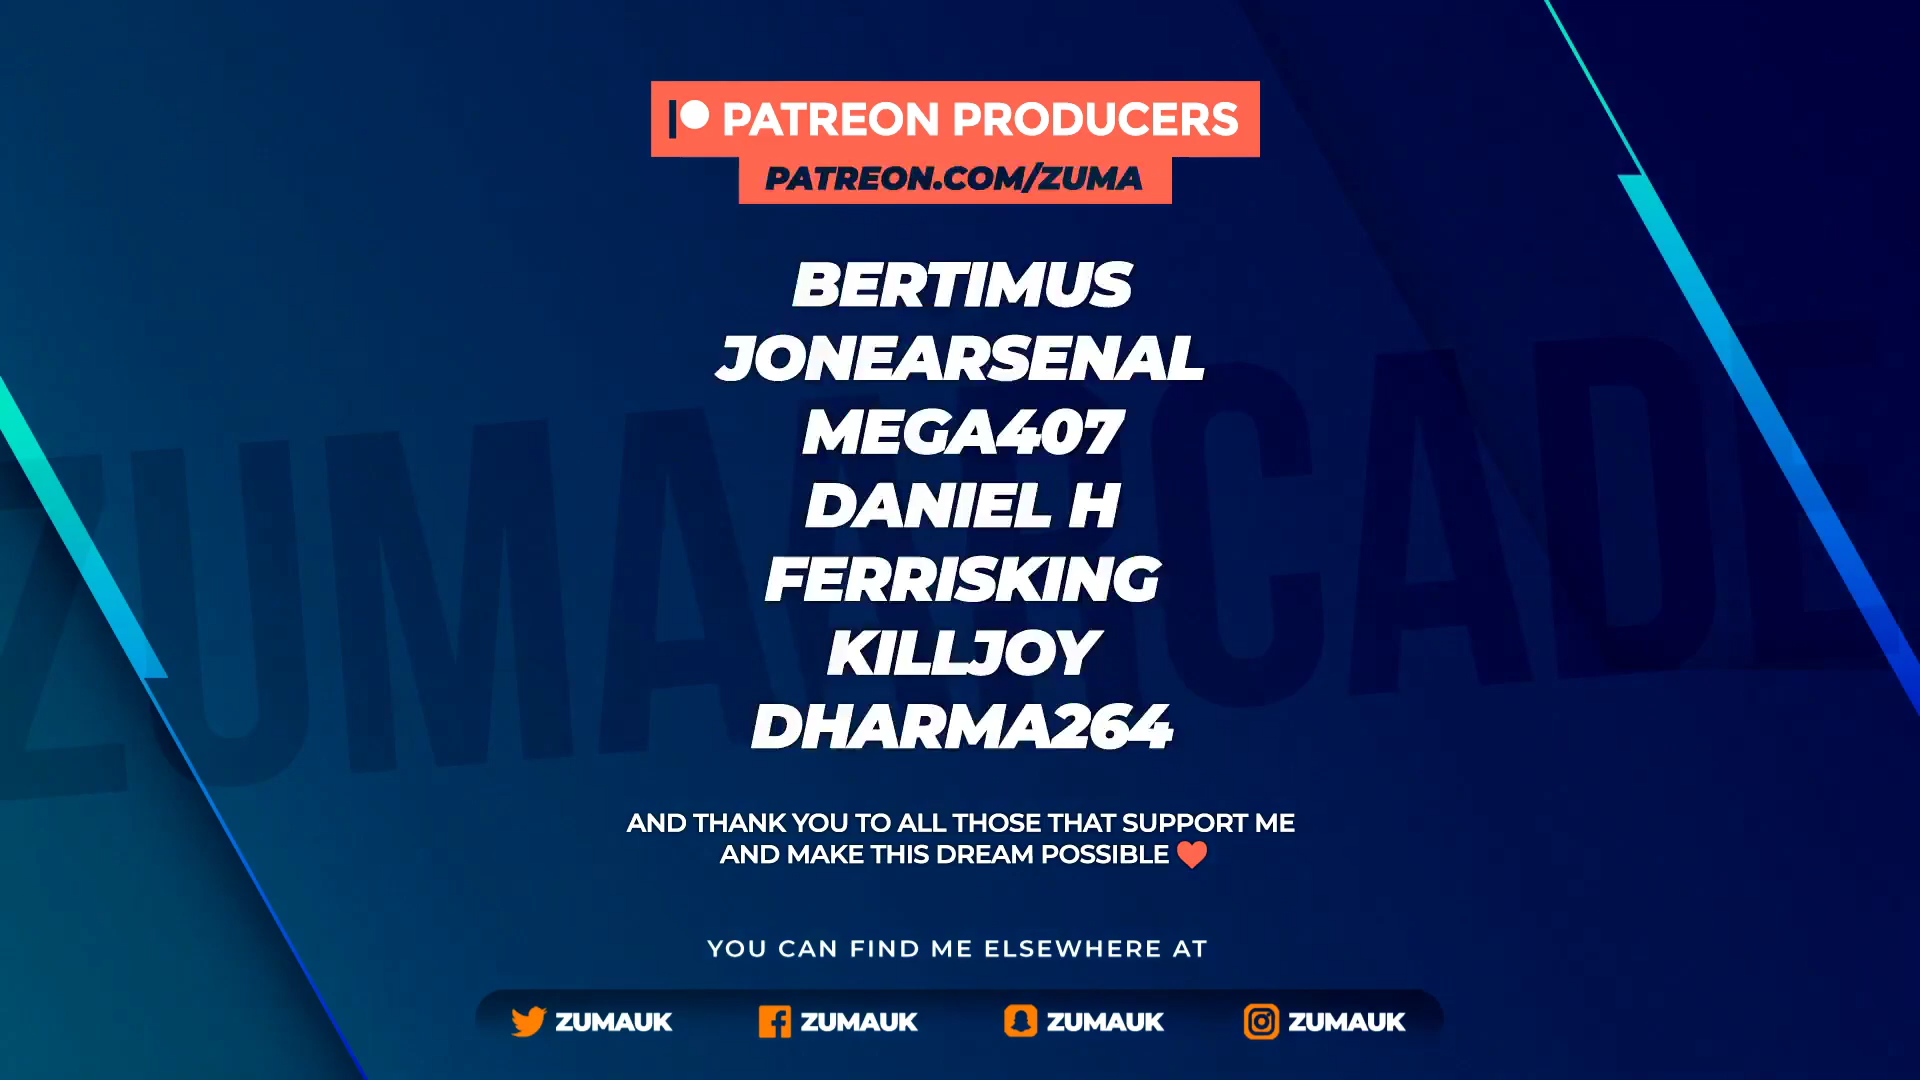 PATREON PRODUCERS
PATREON.COM/ZUMA
BERTIMUS
JONEARSENAL
MEGA407
DANIEL H
FERRISKING
KILLJOY
DHARMA264
ZUMAARCADE
AND THANK YOU TO ALL THOSE THAT SUPPORT ME
AND MAKE THIS DREAM POSSIBLE ♥
YOU CAN FIND ME ELSEWHERE AT
ZUMAUK ZUMAUK ZUMAUK ZUMAUK